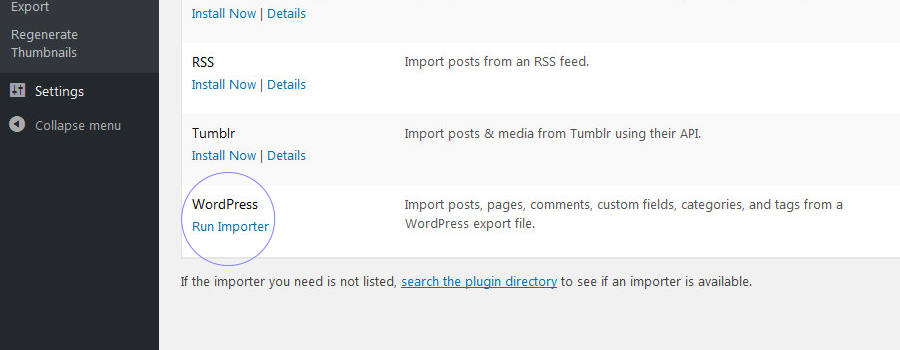 Export
Regenerate
Thumbnails
Settings
Collapse menu
Install Now | Details
RSS
Import posts from an RSS feed.
Install Now | Details
Tumblr
Import posts & media from Tumblr using their API.
Install Now | Details
WordPress
Import posts, pages, comments, custom fields, categories, and tags from a
WordPress export file.
Run Importer
If the importer you need is not listed, search the plugin directory to see if an importer is available.